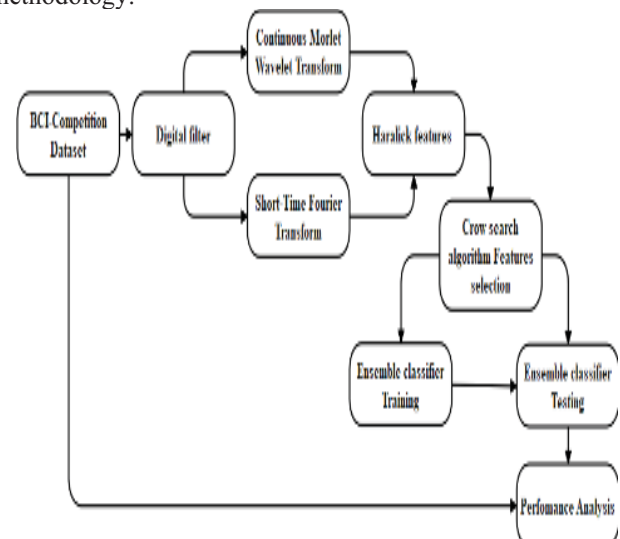 methodology.
Continuous Morlet
Wavelet Transform
BCI-Competition
Dataset
Digital filter
Haralick features
Short-Time Fourier
Transform
Crow search
algorithm Features
selection
Ensemble classifier
Training
Ensemble classifier
Testing
Perfomance Analysis